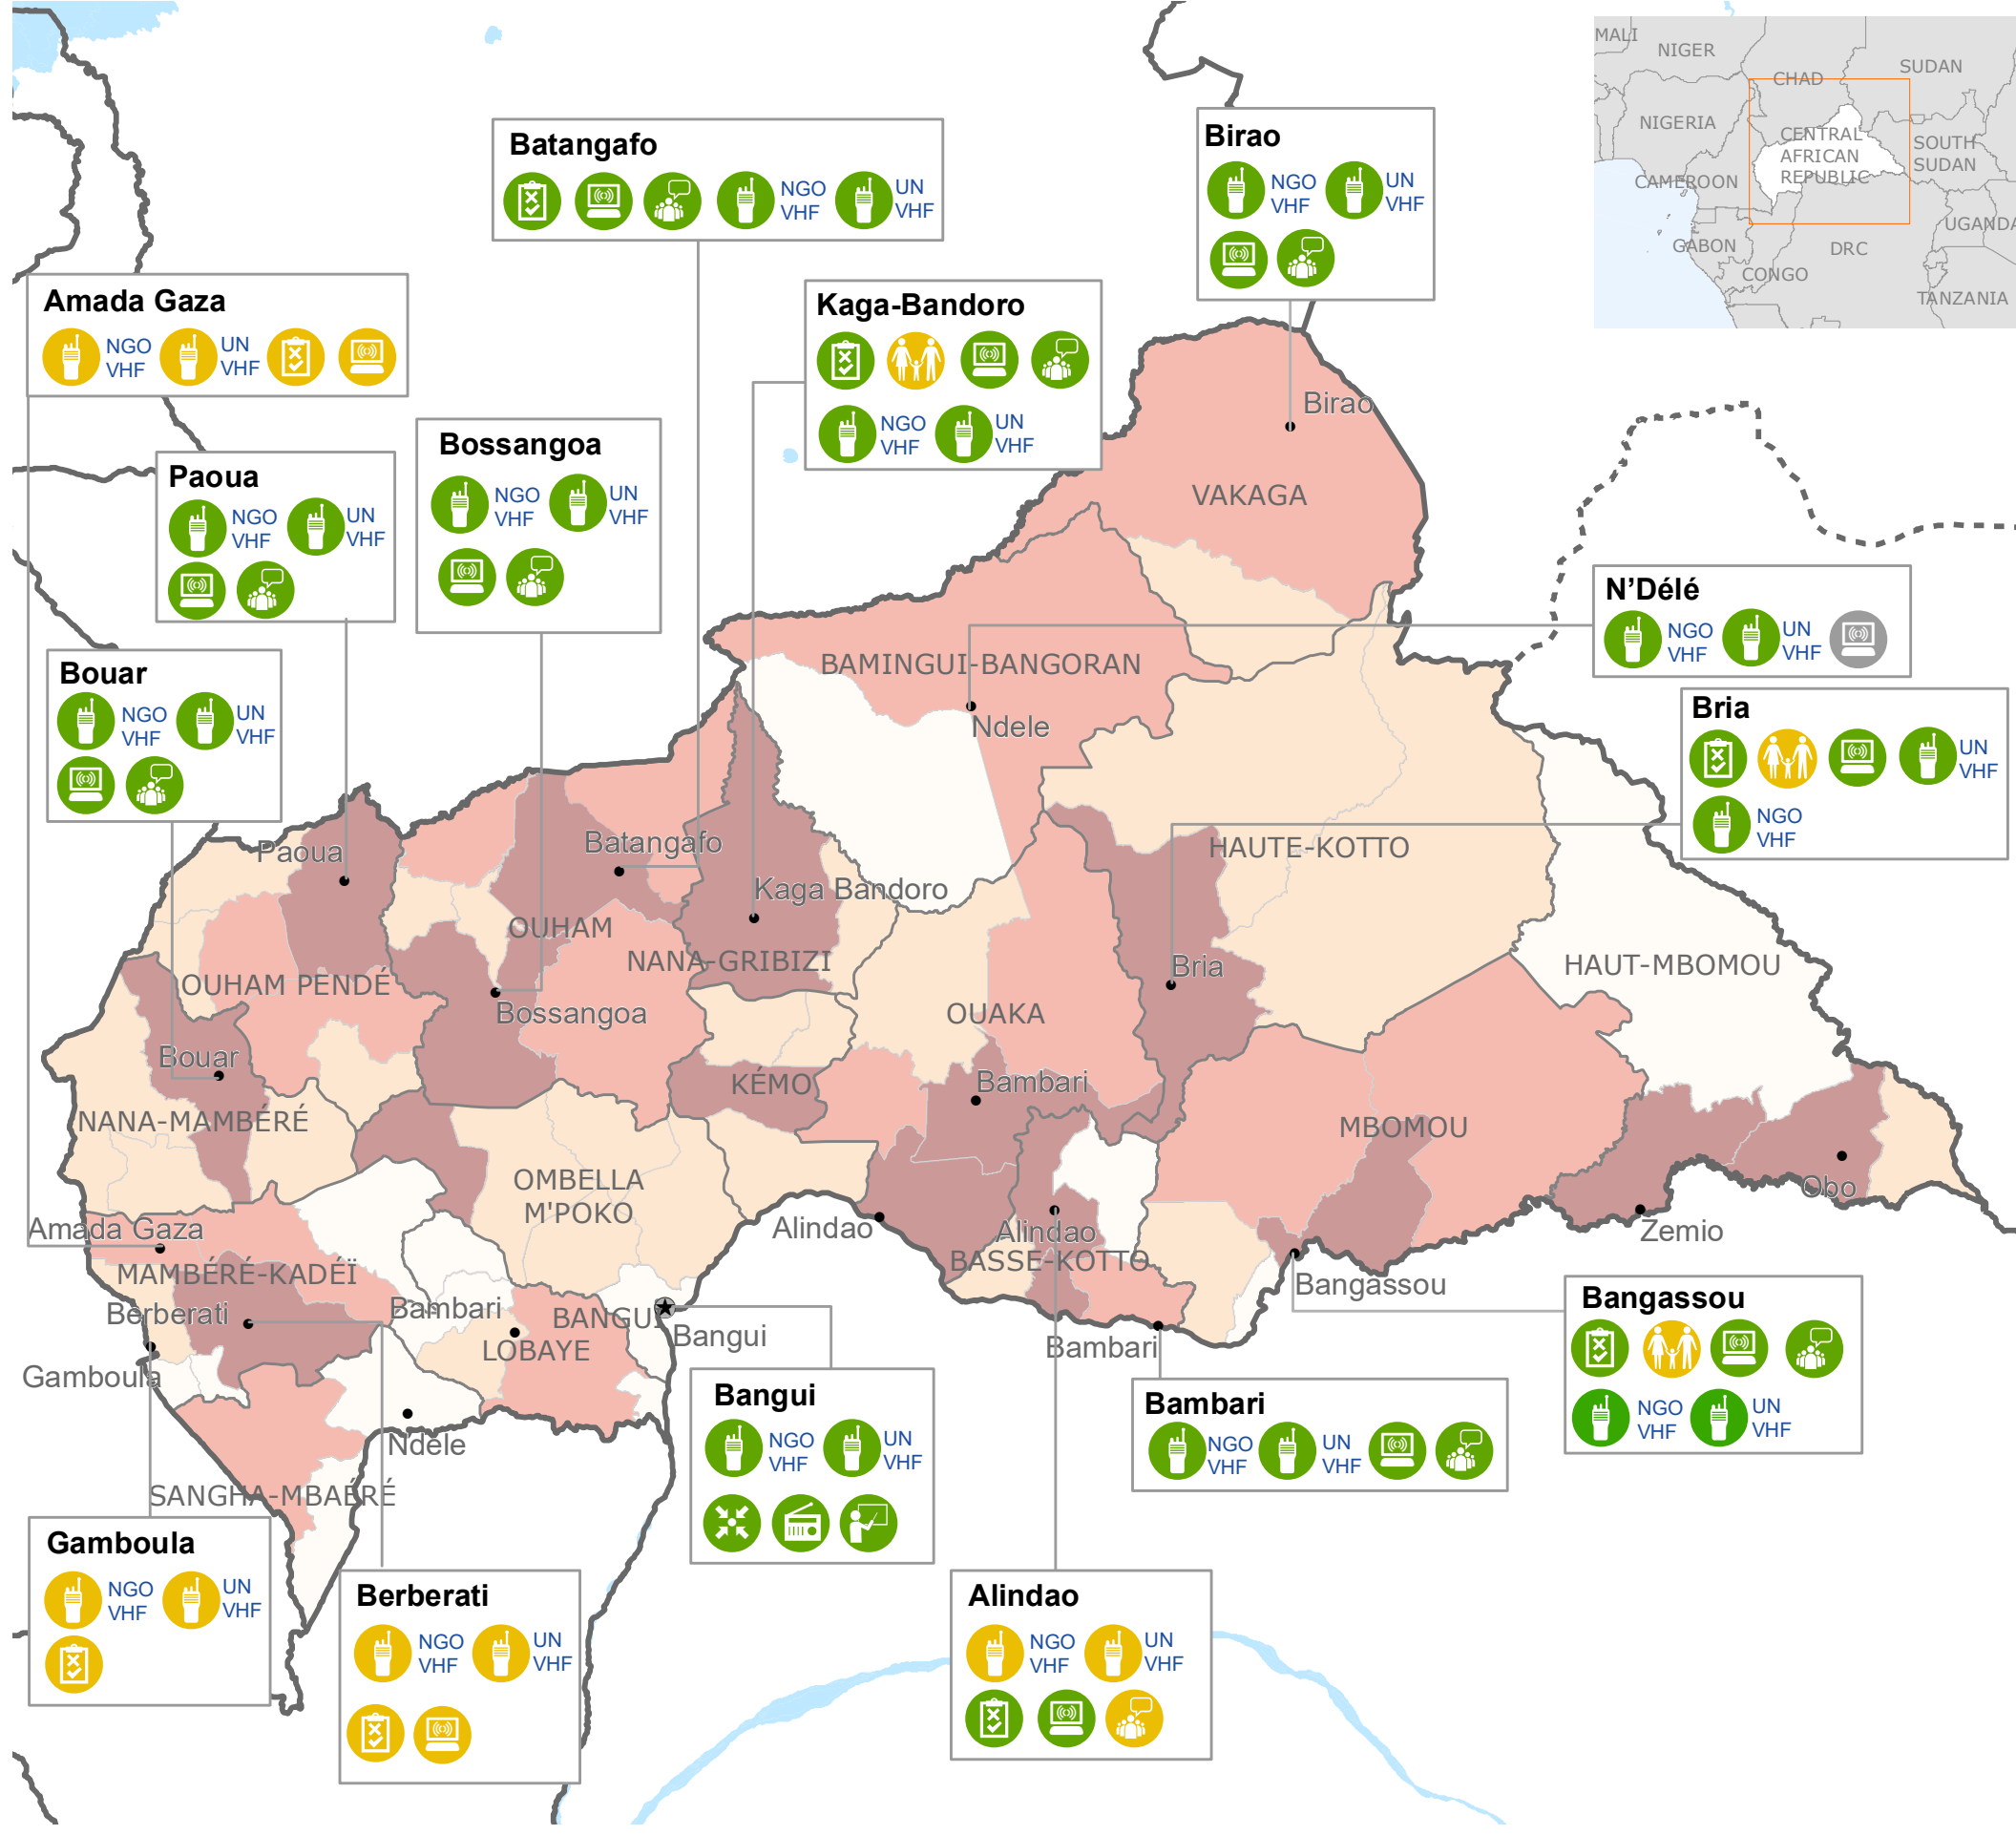 MALI
NIGER
CHAD
SUDAN
NIGERIA
CENTRAL
AFRICAN
REPUBLIC
SOUTH
SUDAN
CAMEROON
UGANDA
GABON
DRC
CONGO
TANZANIA
Batangafo
NGO
VHF
UN
VHF
Birao
NGO
VHF
UN
VHF
Amada Gaza
NGO
VHF
UN
VHF
Kaga-Bandoro
NGO
VHF
UN
VHF
Bossangoa
NGO
VHF
UN
VHF
Paoua
NGO
VHF
UN
VHF
Bouar
NGO
VHF
UN
VHF
N'Délé
NGO
VHF
UN
VHF
Bria
UN
VHF
NGO
VHF
Birao
VAKAGA
BAMINGUI-BANGORAN
Ndele
Paoua
Batangafo
HAUTE-KOTTO
Kaga Bandoro
OUHAM
NANA-GRIBIZI
Bria
HAUT-MBOMOU
OUHAM PENDÉ
Bossangoa
OUAKA
Bouar
KÉMO
Bambari
NANA-MAMBÉRÉ
MBOMOU
OMBELLA
M'POKO
Obo
Amada Gaza
Alindao
Alindao
Zemio
MAMBÉRÉ-KADÉÏ
BASSE-KOTTO
Bangassou
Berberati
Bambari
BANGUI
Bangui
LOBAYE
Bambari
Gamboula
Ndele
SANGHA-MBAÉRÉ
Bangassou
NGO
VHF
UN
VHF
Bangui
NGO
VHF
UN
VHF
Bambari
NGO
VHF
UN
VHF
Gamboula
NGO
VHF
UN
VHF
Berberati
NGO
VHF
UN
VHF
Alindao
NGO
VHF
UN
VHF